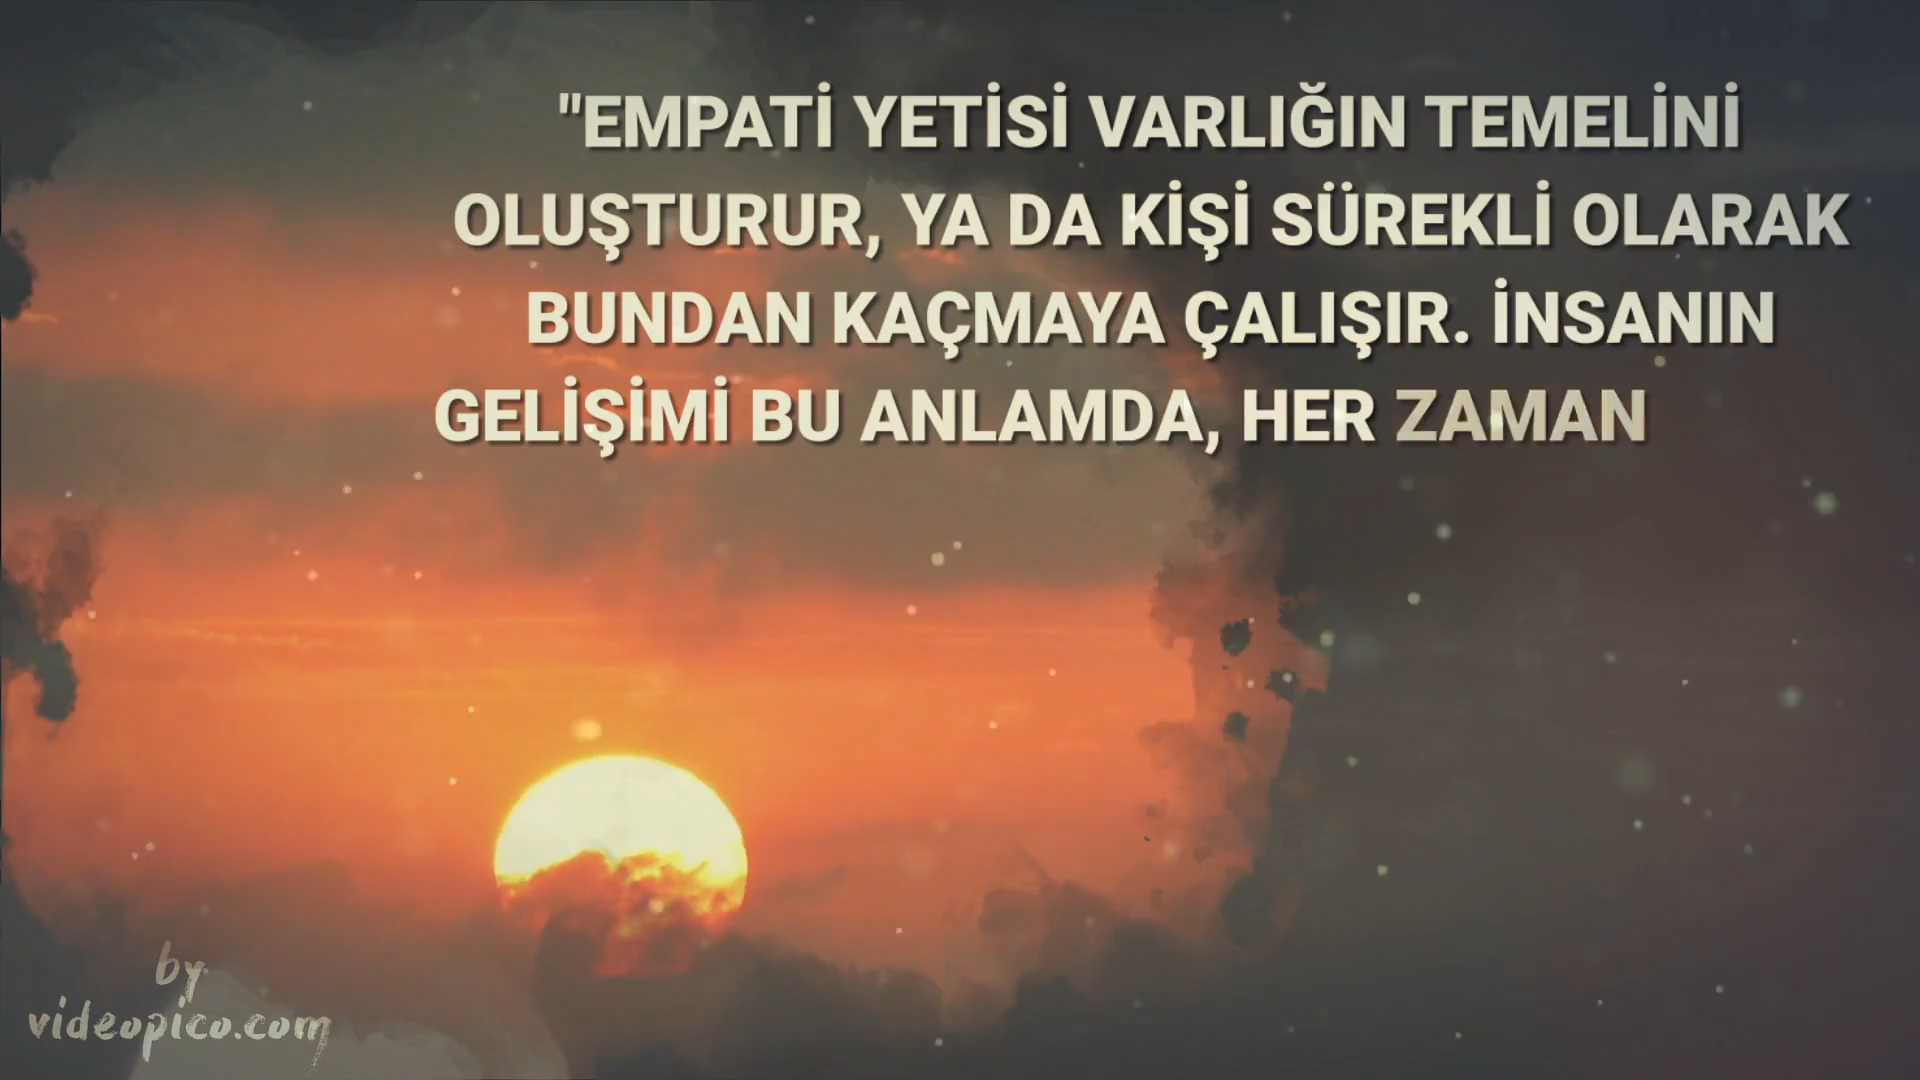 "EMPATİ YETİSİ VARLIĞIN TEMELİNİ
OLUŞTURUR, YA DA KİŞİ SÜREKLİ OLARAK
BUNDAN KAÇMAYA ÇALIŞIR. İNSANIN
GELİŞİMİ BU ANLAMDA, HER ZAMAN
by
videopico.com